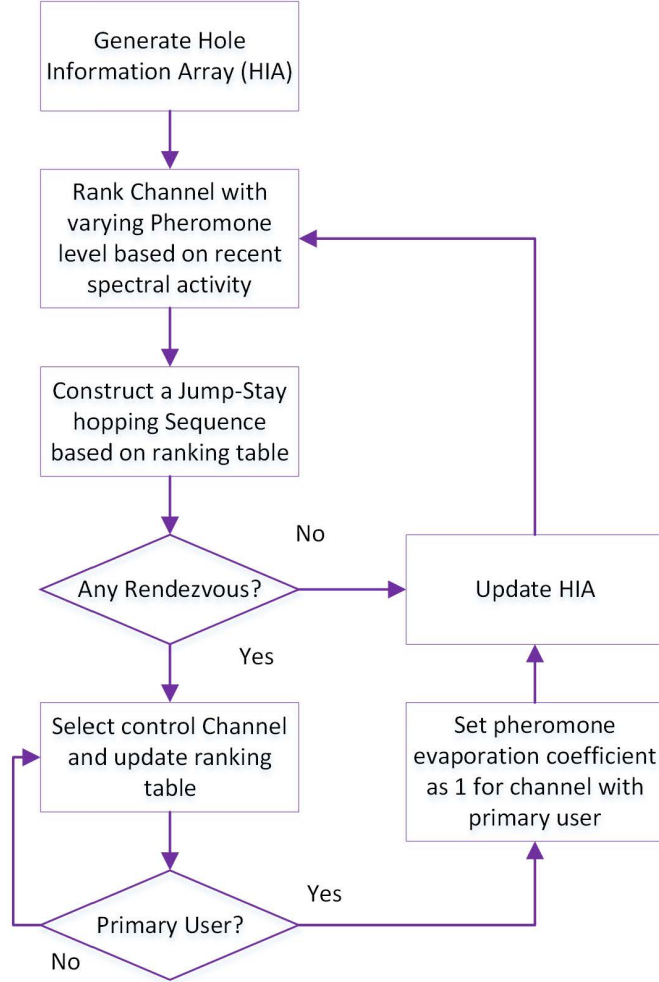 Generate Hole
Information Array (HIA)
Rank Channel with
varying Pheromone
level based on recent
spectral activity
Construct a Jump-Stay
hopping Sequence
based on ranking table
No
Any Rendezvous?
Update HIA
Yes
Select control Channel
and update ranking
table
Set pheromone
evaporation coefficient
as 1 for channel with
primary user
Yes
Primary User?
No